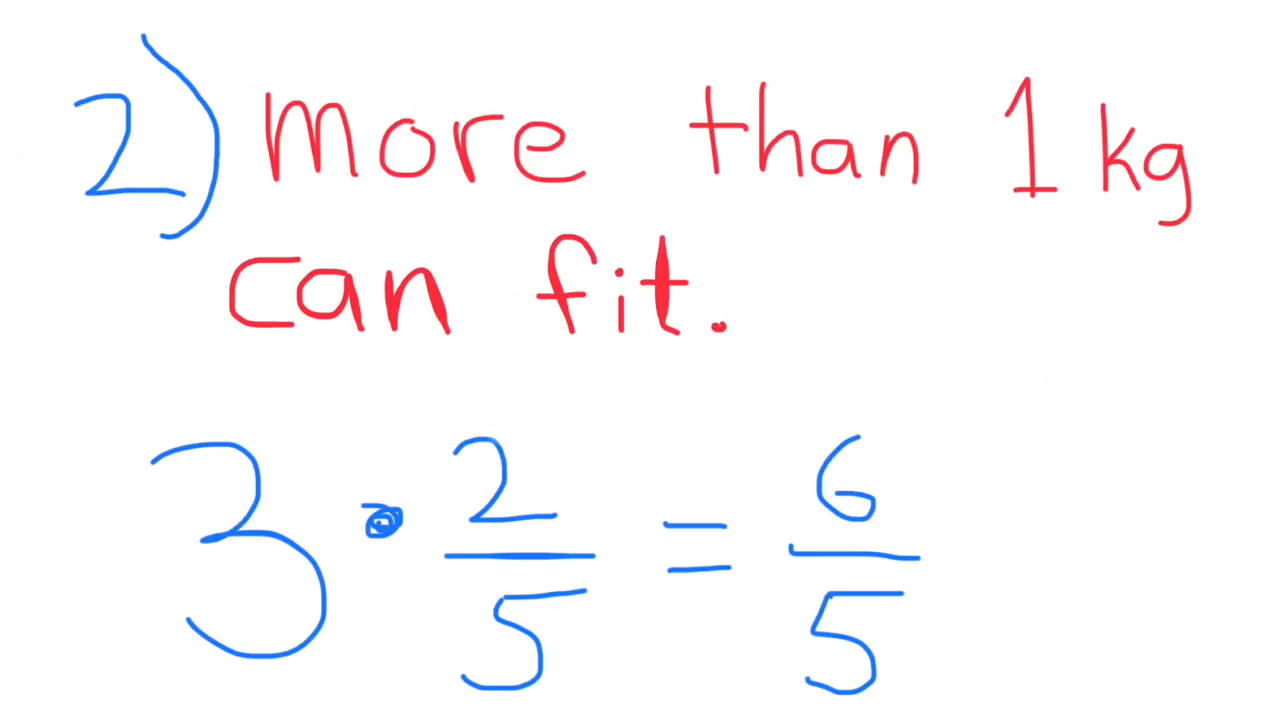 2) more than 1 kg
can fit.
3 • 2/5 = 6/5